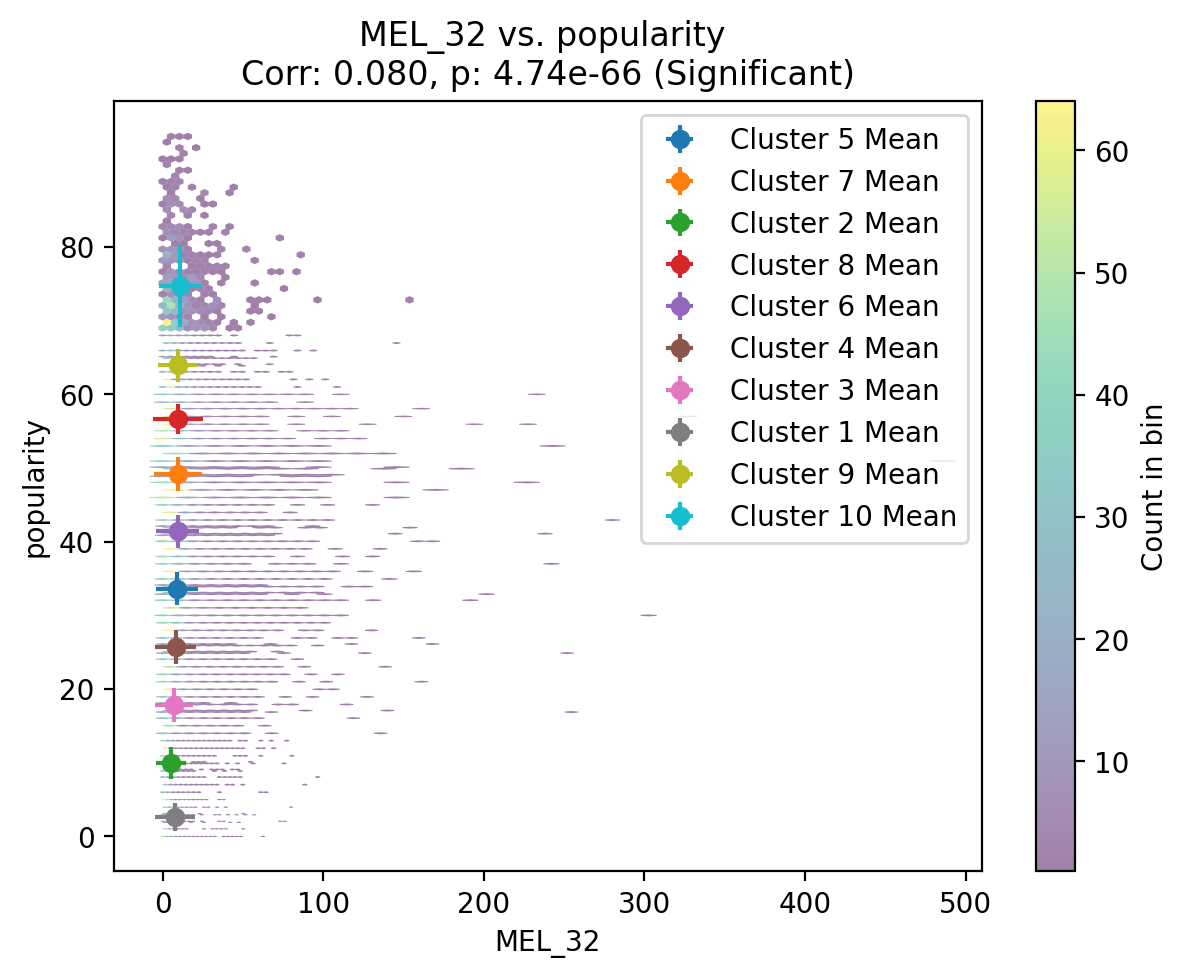 MEL_32 vs. popularity
Corr: 0.080, p: 4.74e-66 (Significant)
Cluster 5 Mean
Cluster 7 Mean
Cluster 2 Mean
Cluster 8 Mean
Cluster 6 Mean
Cluster 4 Mean
Cluster 3 Mean
Cluster 1 Mean
Cluster 9 Mean
Cluster 10 Mean
popularity
80
60
40
20
0
0 100 200 300 400 500
MEL_32
60
50
40
30
20
10
Count in bin